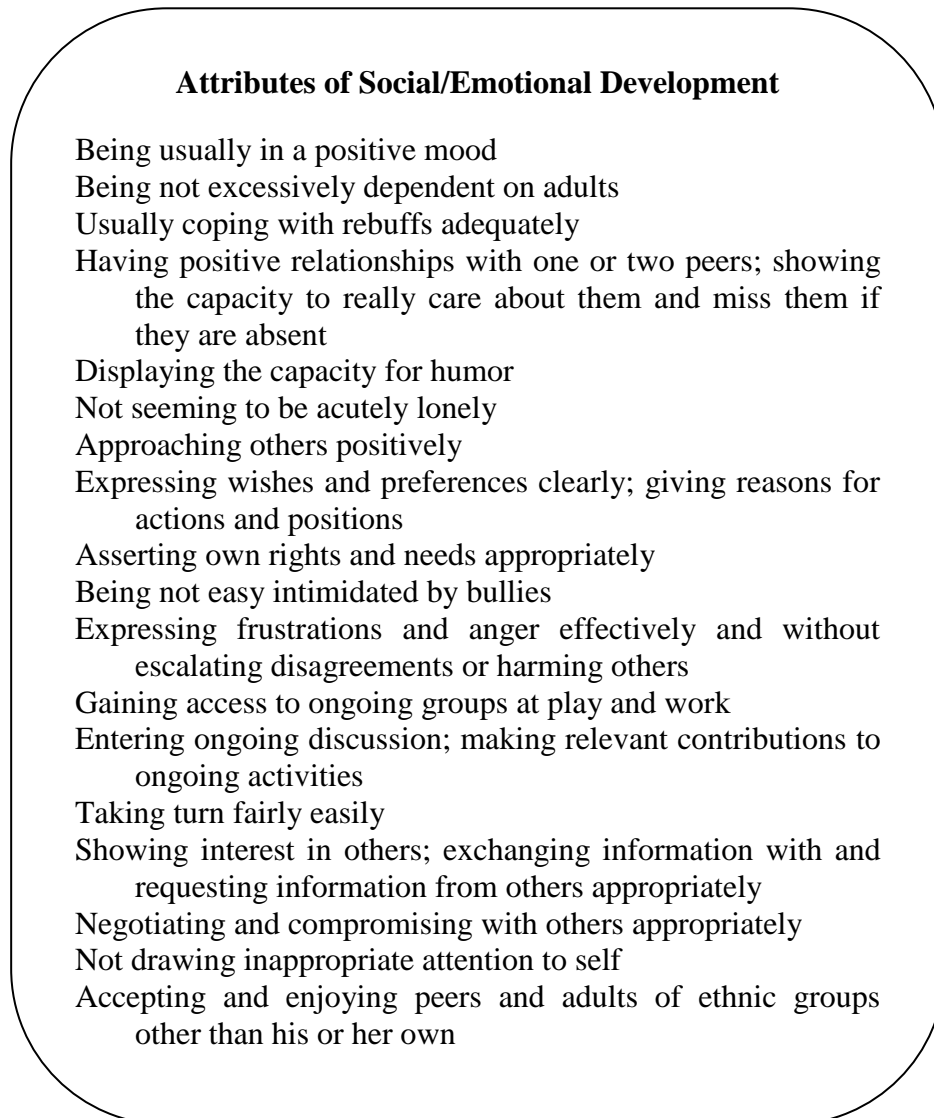 Attributes of Social/Emotional Development
Being usually in a positive mood
Being not excessively dependent on adults
Usually coping with rebuffs adequately
Having positive relationships with one or two peers; showing
the capacity to really care about them and miss them if
they are absent
Displaying the capacity for humor
Not seeming to be acutely lonely
Approaching others positively
Expressing wishes and preferences clearly; giving reasons for
actions and positions
Asserting own rights and needs appropriately
Being not easy intimidated by bullies
Expressing frustrations and anger effectively and without
escalating disagreements or harming others
Gaining access to ongoing groups at play and work
Entering ongoing discussion; making relevant contributions to
ongoing activities
Taking turn fairly easily
Showing interest in others; exchanging information with and
requesting information from others appropriately
Negotiating and compromising with others appropriately
Not drawing inappropriate attention to self
Accepting and enjoying peers and adults of ethnic groups
other than his or her own